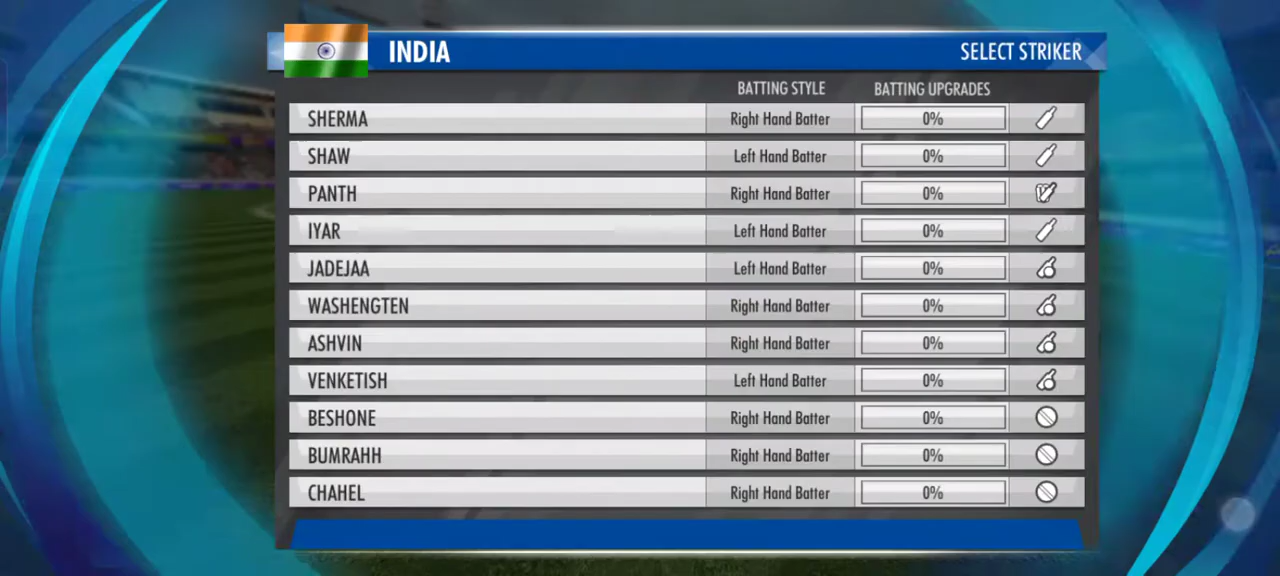 INDIA SELECT STRIKER
BATTING STYLE BATTING UPGRADES
SHERMA Right Hand Batter 0%
SHAW Left Hand Batter 0%
PANTH Right Hand Batter 0%
IYAR Left Hand Batter 0%
JADEJAA Left Hand Batter 0%
WASHENGTEN Right Hand Batter 0%
ASHVIN Right Hand Batter 0%
VENKETISH Left Hand Batter 0%
BESHONE Right Hand Batter 0%
BUMRAHH Right Hand Batter 0%
CHAHEL Right Hand Batter 0%